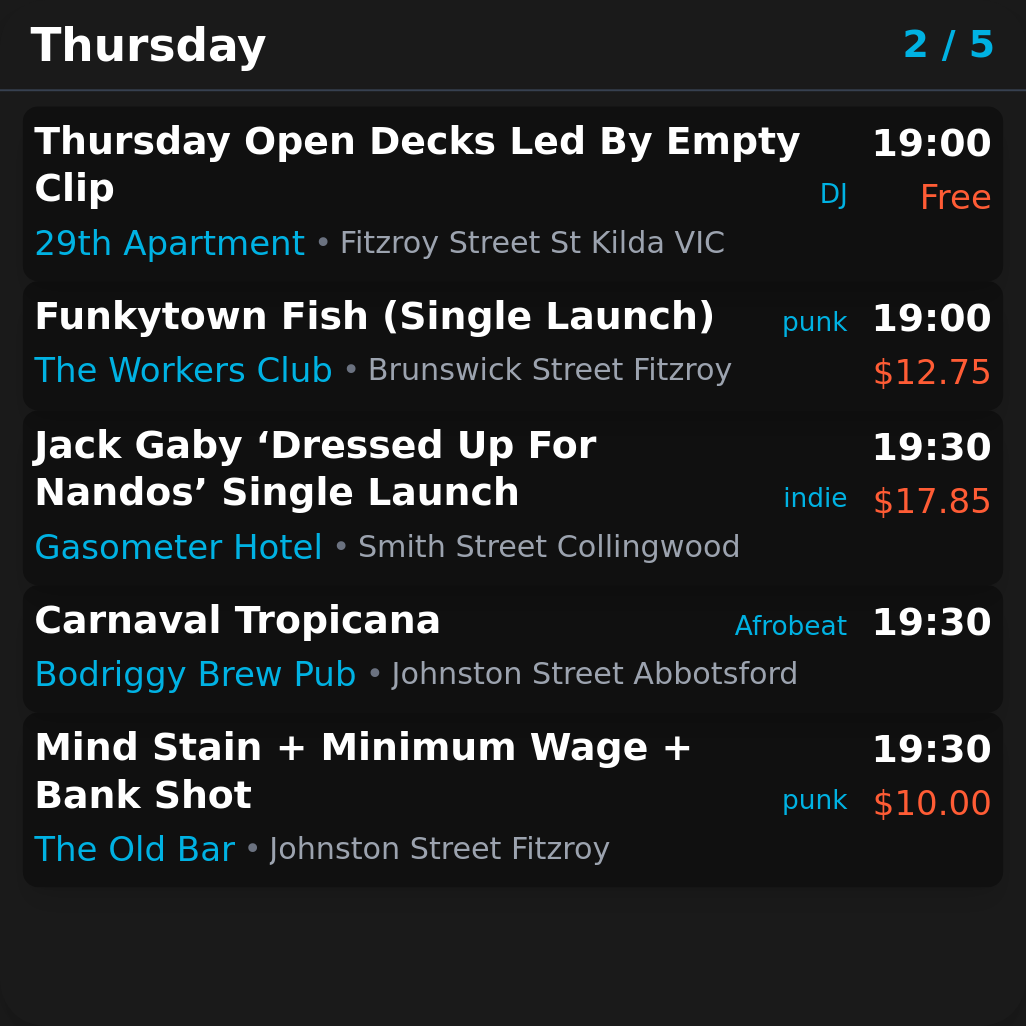 Thursday 2 / 5
Thursday Open Decks Led By Empty 19:00
Clip DJ Free
29th Apartment • Fitzroy Street St Kilda VIC
Funkytown Fish (Single Launch) punk 19:00
The Workers Club • Brunswick Street Fitzroy $12.75
Jack Gaby ‘Dressed Up For 19:30
Nandos’ Single Launch indie $17.85
Gasometer Hotel • Smith Street Collingwood
Carnaval Tropicana Afrobeat 19:30
Bodriggy Brew Pub • Johnston Street Abbotsford
Mind Stain + Minimum Wage + 19:30
Bank Shot punk $10.00
The Old Bar • Johnston Street Fitzroy